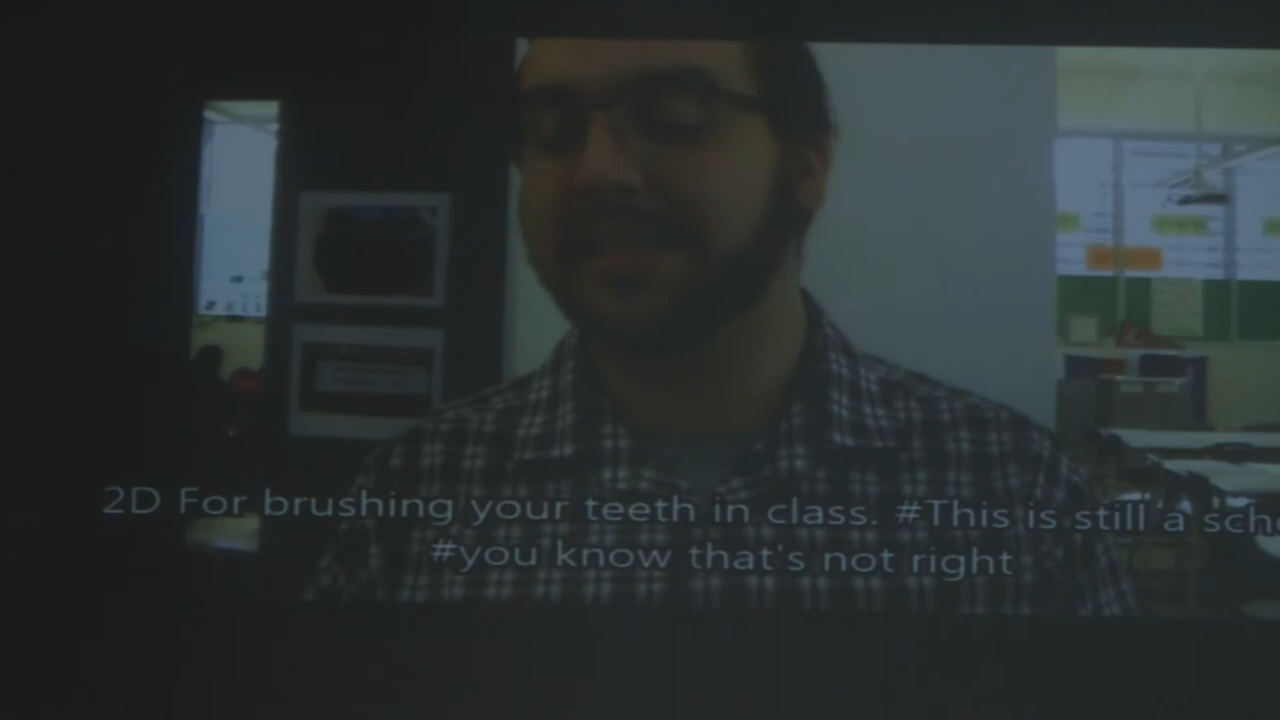 2D For brushing your teeth in class. #This is still a
#you know that's not right